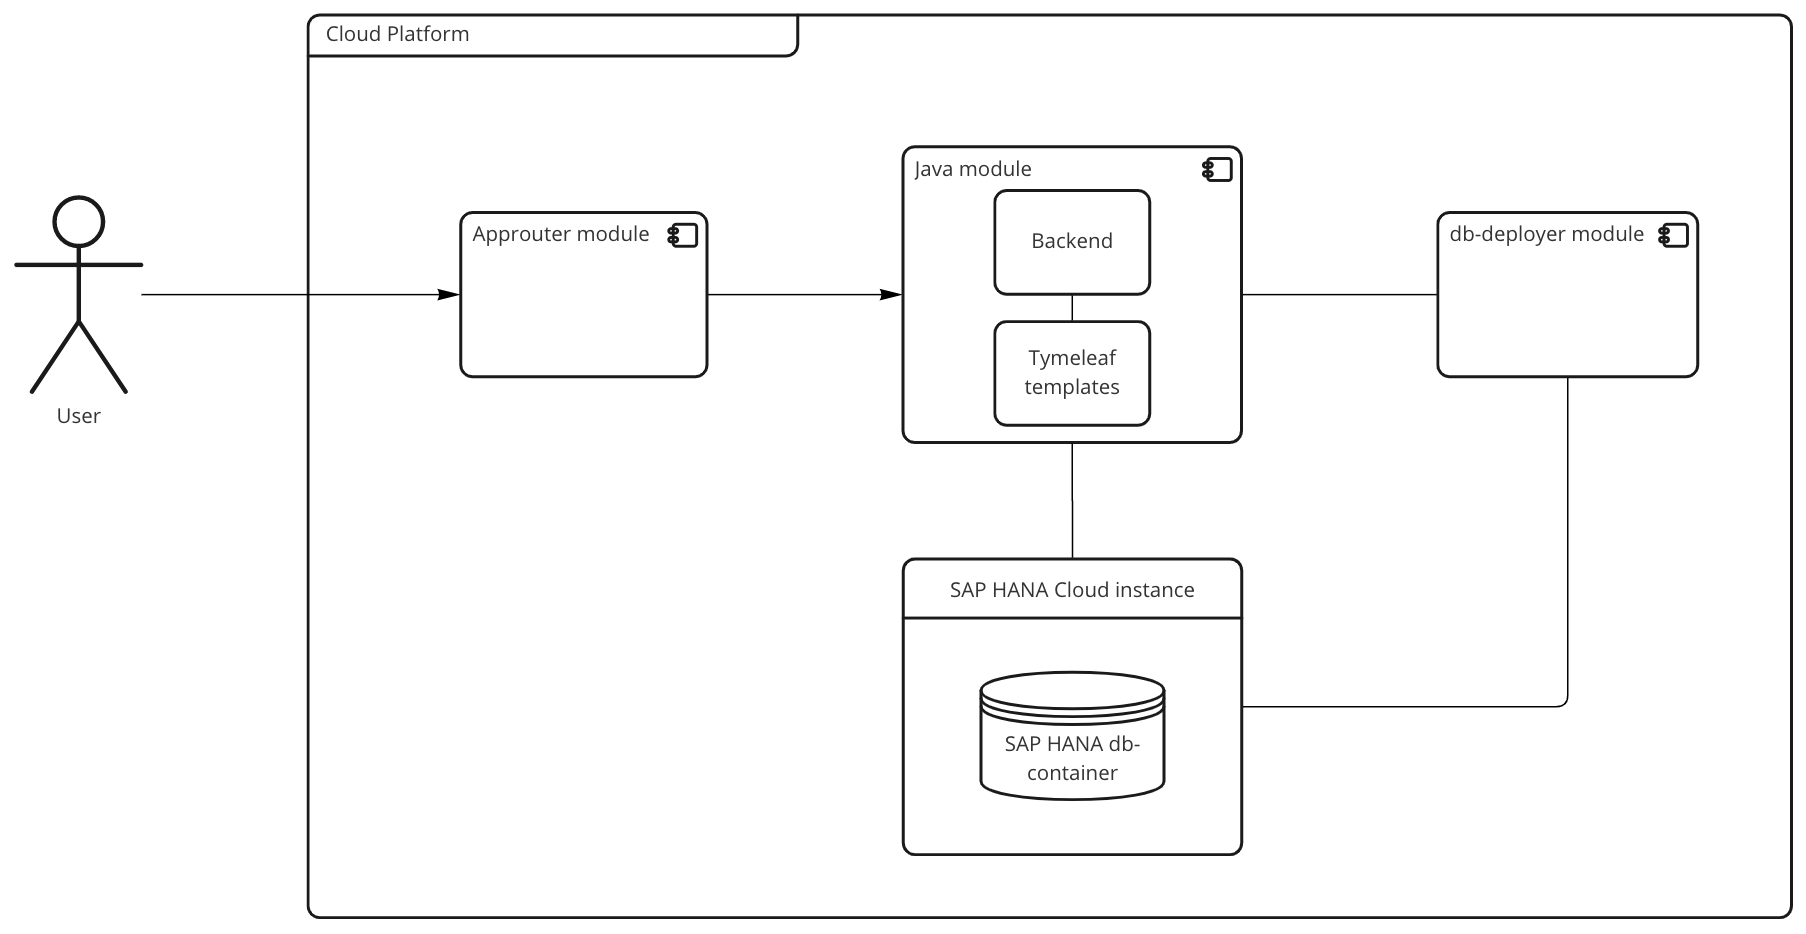 Cloud Platform
Java module
Approuter module
Backend
db-deployer module
Tymeleaf
templates
User
SAP HANA Cloud instance
SAP HANA db-
container